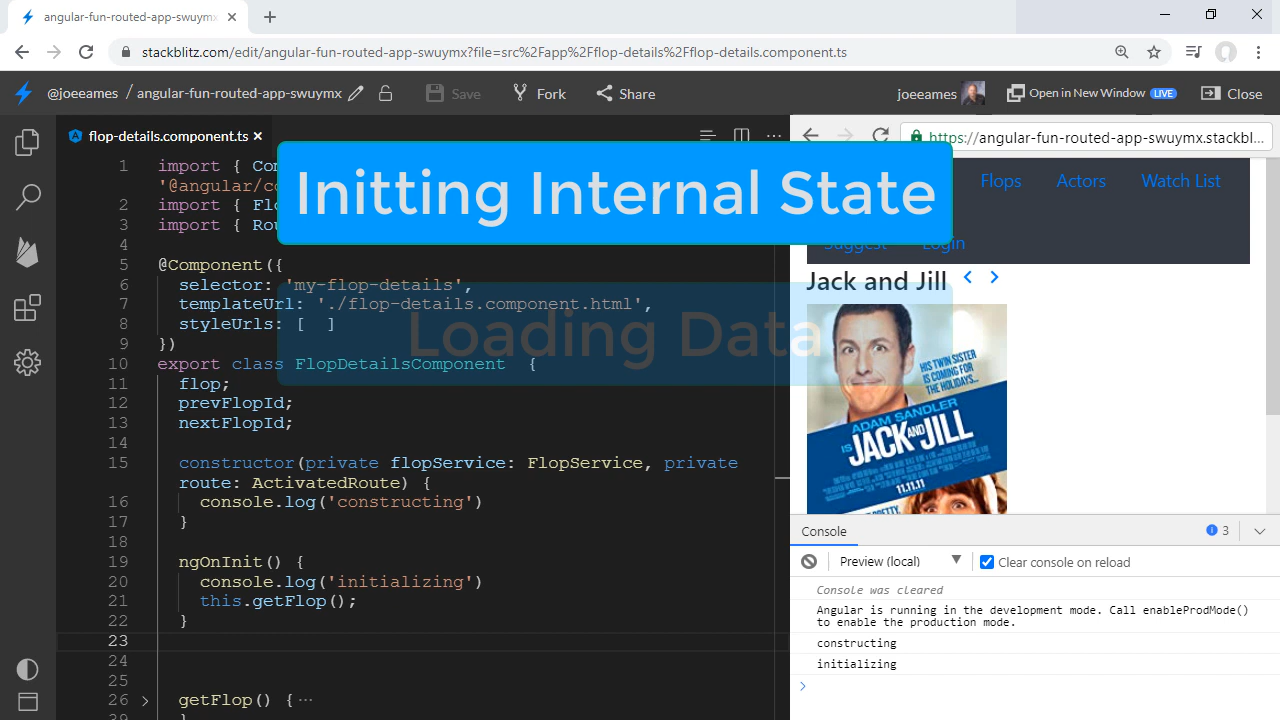 angular-fun-routed-app-swuymx
stackblitz.com/edit/angular-fun-routed-app-swuymx?file=src%2Fapp%2Fflop-details%2Fflop-details.component.ts
@joeeames / angular-fun-routed-app-swuymx
Save
Fork
Share
joeeames
Open in New Window
LIVE
Close
flop-details.component.ts
1 import { Con
'@angular/co
2 import { Flo
3 import { Rou
4
5 @Component({
6 selector: 'my-flop-details',
7 templateUrl: './flop-details.component.html',
8 styleUrls: [ ]
9 })
10 export class FlopDetailsComponent {
11 flop;
12 prevFlopId;
13 nextFlopId;
14
15 constructor(private flopService: FlopService, private
route: ActivatedRoute) {
16 console.log('constructing')
17 }
18
19 ngOnInit() {
20 console.log('initializing')
21 this.getFlop();
22 }
23
24
25
26 getFlop() {···
39 }
Initting Internal State
Loading Data
https://angular-fun-routed-app-swuymx.stackbl...
Flops Actors Watch List
Suggest Login
Jack and Jill
HIS TWIN SISTER
IS COMING FOR
THE HOLIDAYS...
ADAM SANDLER
IS JACK AND JILL
11.11.11
Console
3
Preview (local)
Clear console on reload
Console was cleared
Angular is running in the development mode. Call enableProdMode()
to enable the production mode.
constructing
initializing